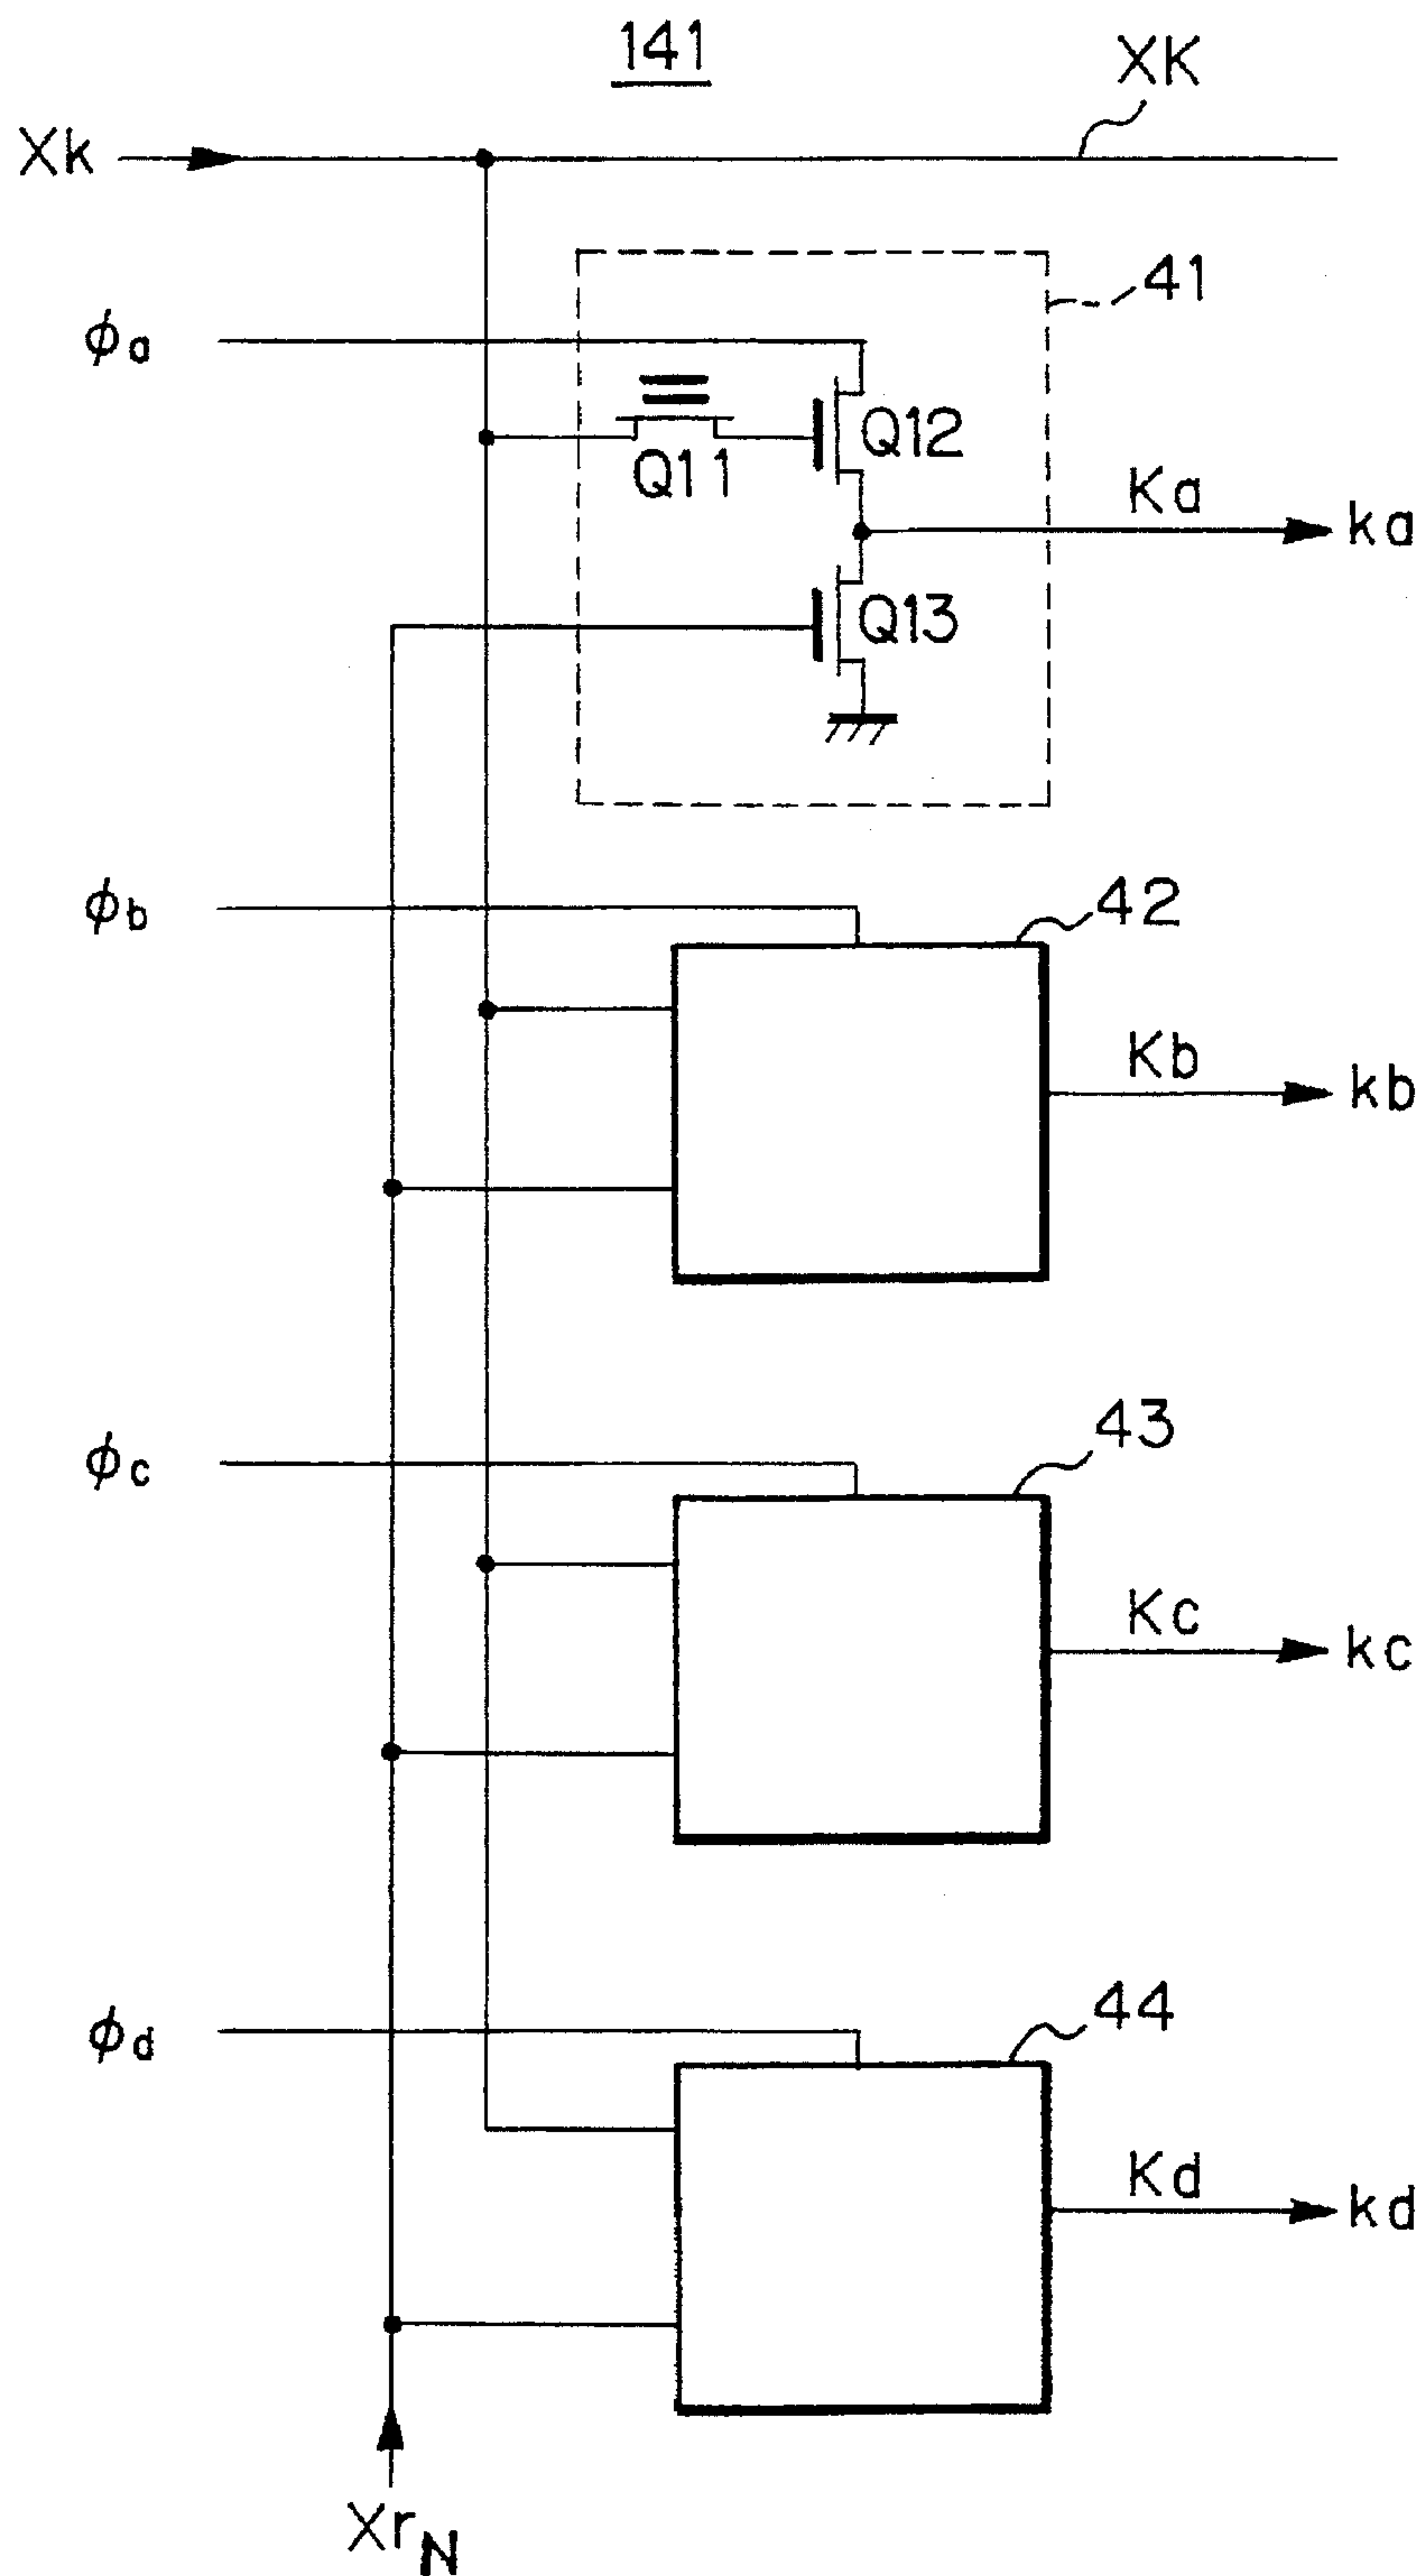 141
XK
Xk
41
ϕa
Q12
Q11
Ka
ka
Q13
ϕb
42
Kb
kb
ϕc
43
Kc
kc
ϕd
44
Kd
kd
XrN